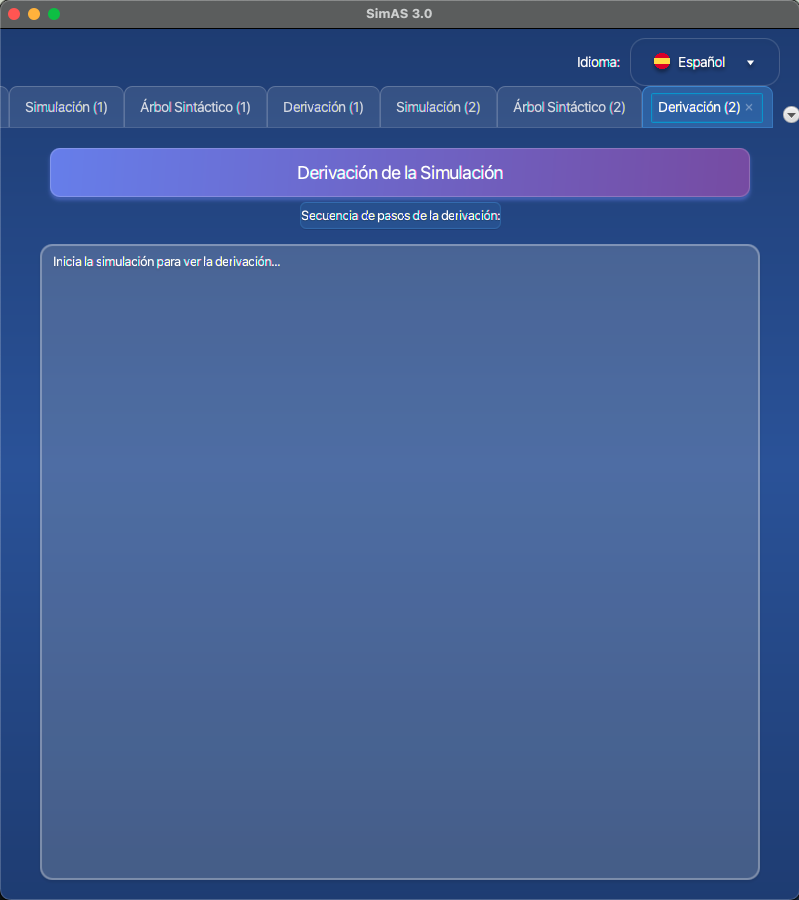 SimAS 3.0
Idioma: Español
Simulación (1) Árbol Sintáctico (1) Derivación (1) Simulación (2) Árbol Sintáctico (2) Derivación (2) ×
Derivación de la Simulación
Secuencia de pasos de la derivación:
Inicia la simulación para ver la derivación...